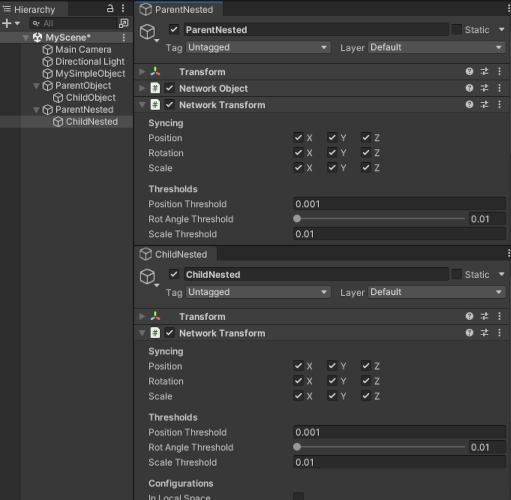 Hierarchy
All
MyScene*
Main Camera
Directional Light
MySimpleObject
ParentObject
ChildObject
ParentNested
ChildNested
ParentNested
ParentNested Static
Tag Untagged Layer Default
Transform
# Network Object
# Network Transform
Syncing
Position X Y Z
Rotation X Y Z
Scale X Y Z
Thresholds
Position Threshold 0.001
Rot Angle Threshold 0.01
Scale Threshold 0.01
ChildNested
ChildNested Static
Tag Untagged Layer Default
Transform
# Network Transform
Syncing
Position X Y Z
Rotation X Y Z
Scale X Y Z
Thresholds
Position Threshold 0.001
Rot Angle Threshold 0.01
Scale Threshold 0.01
Configurations
In Local Space